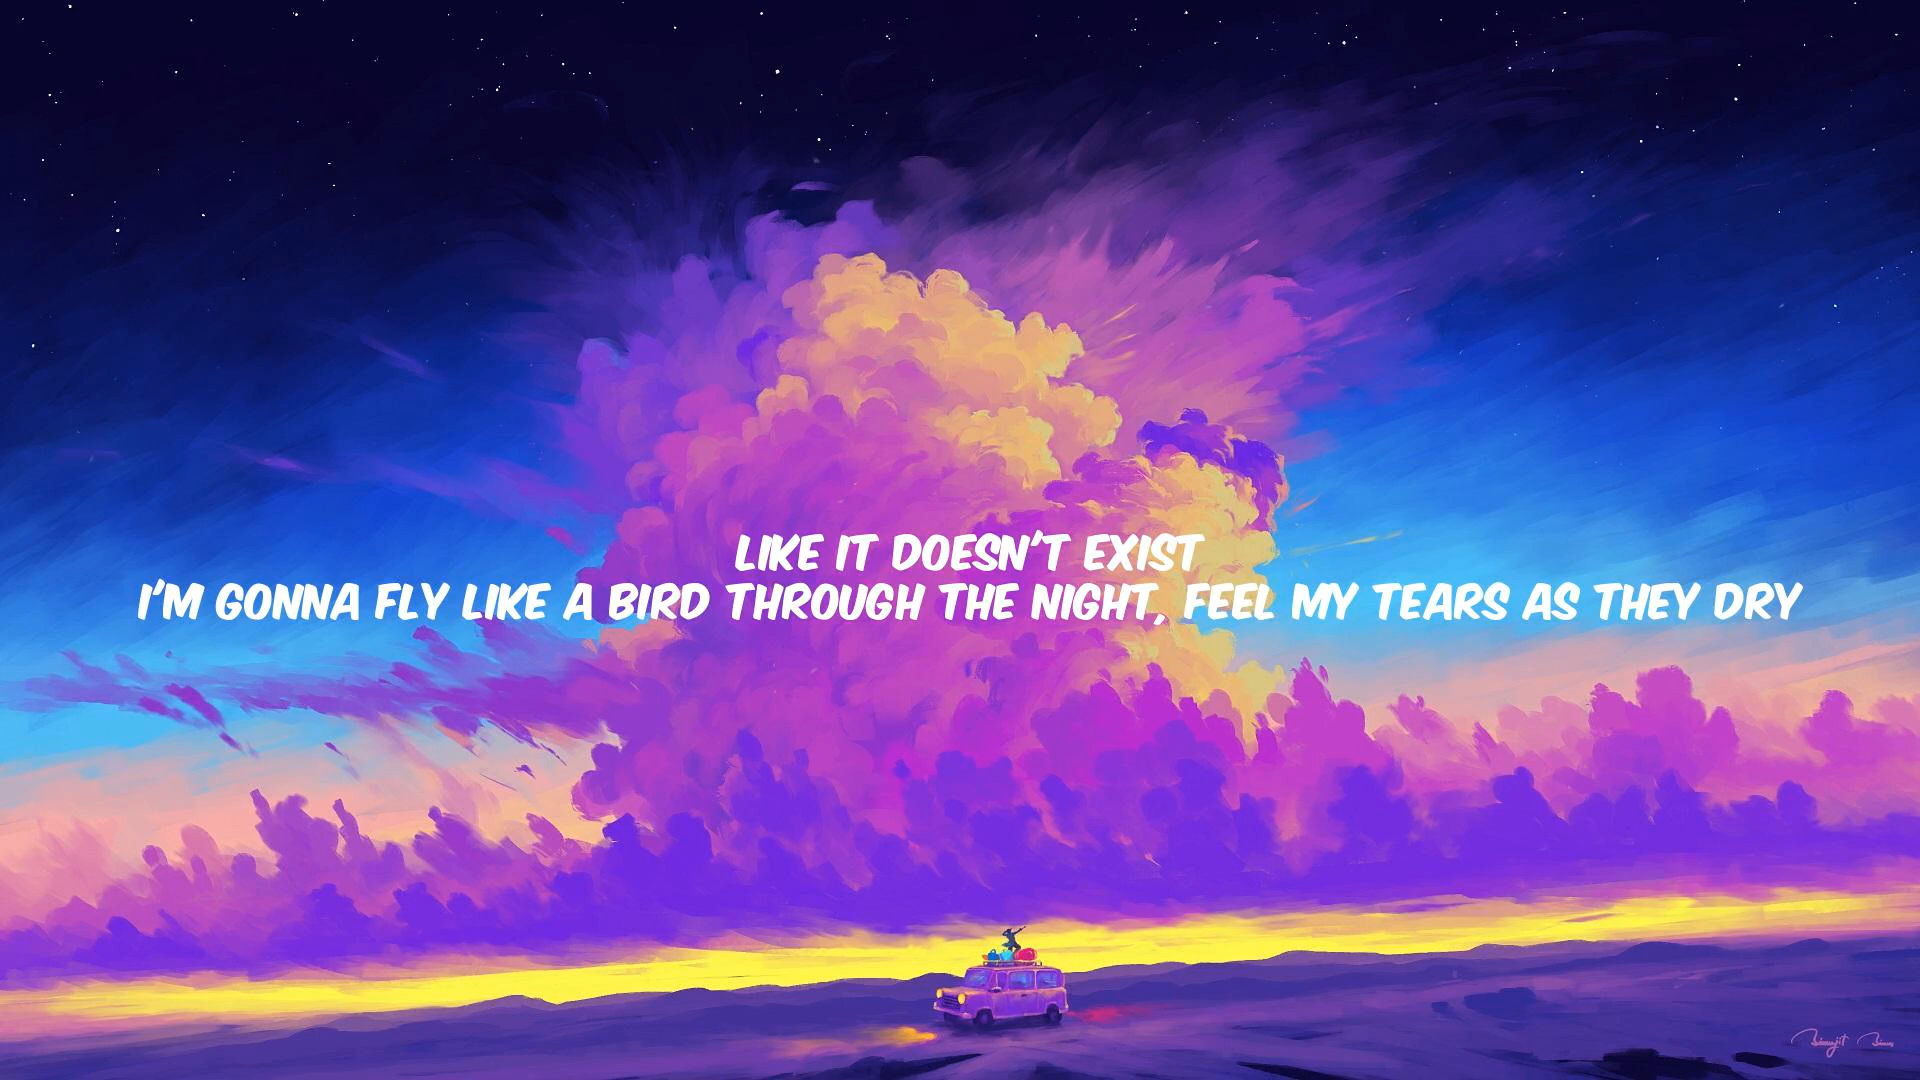 LIKE IT DOESN'T EXIST
I'M GONNA FLY LIKE A BIRD THROUGH THE NIGHT, FEEL MY TEARS AS THEY DRY